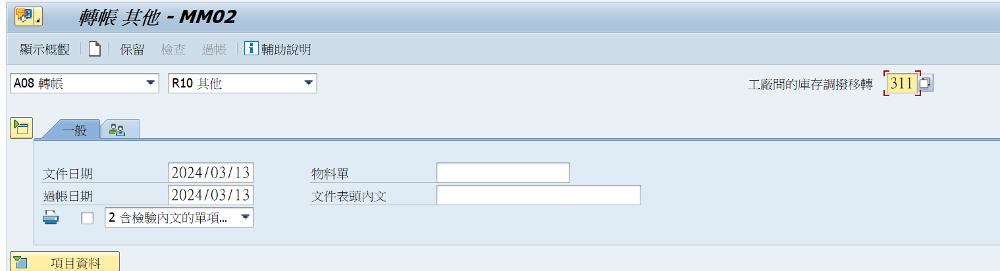 轉帳 其他 - MM02
顯示概觀 保留 檢查 過帳 輔助說明
A08 轉帳 R10 其他 工廠間的庫存調撥移轉 311
一般
文件日期 2024/03/13 物料單
過帳日期 2024/03/13 文件表頭內文
2 含檢驗內文的單項...
項目資料